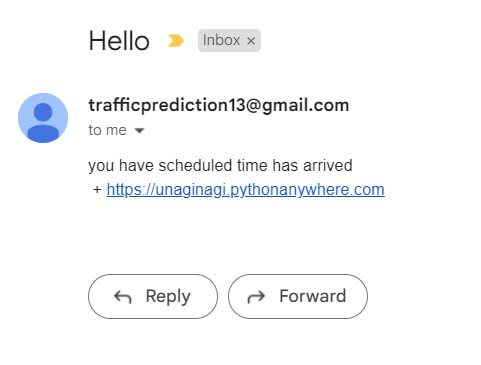 Hello
Inbox ×
trafficprediction13@gmail.com
to me
you have scheduled time has arrived
+ https://unaginagi.pythonanywhere.com
Reply
Forward